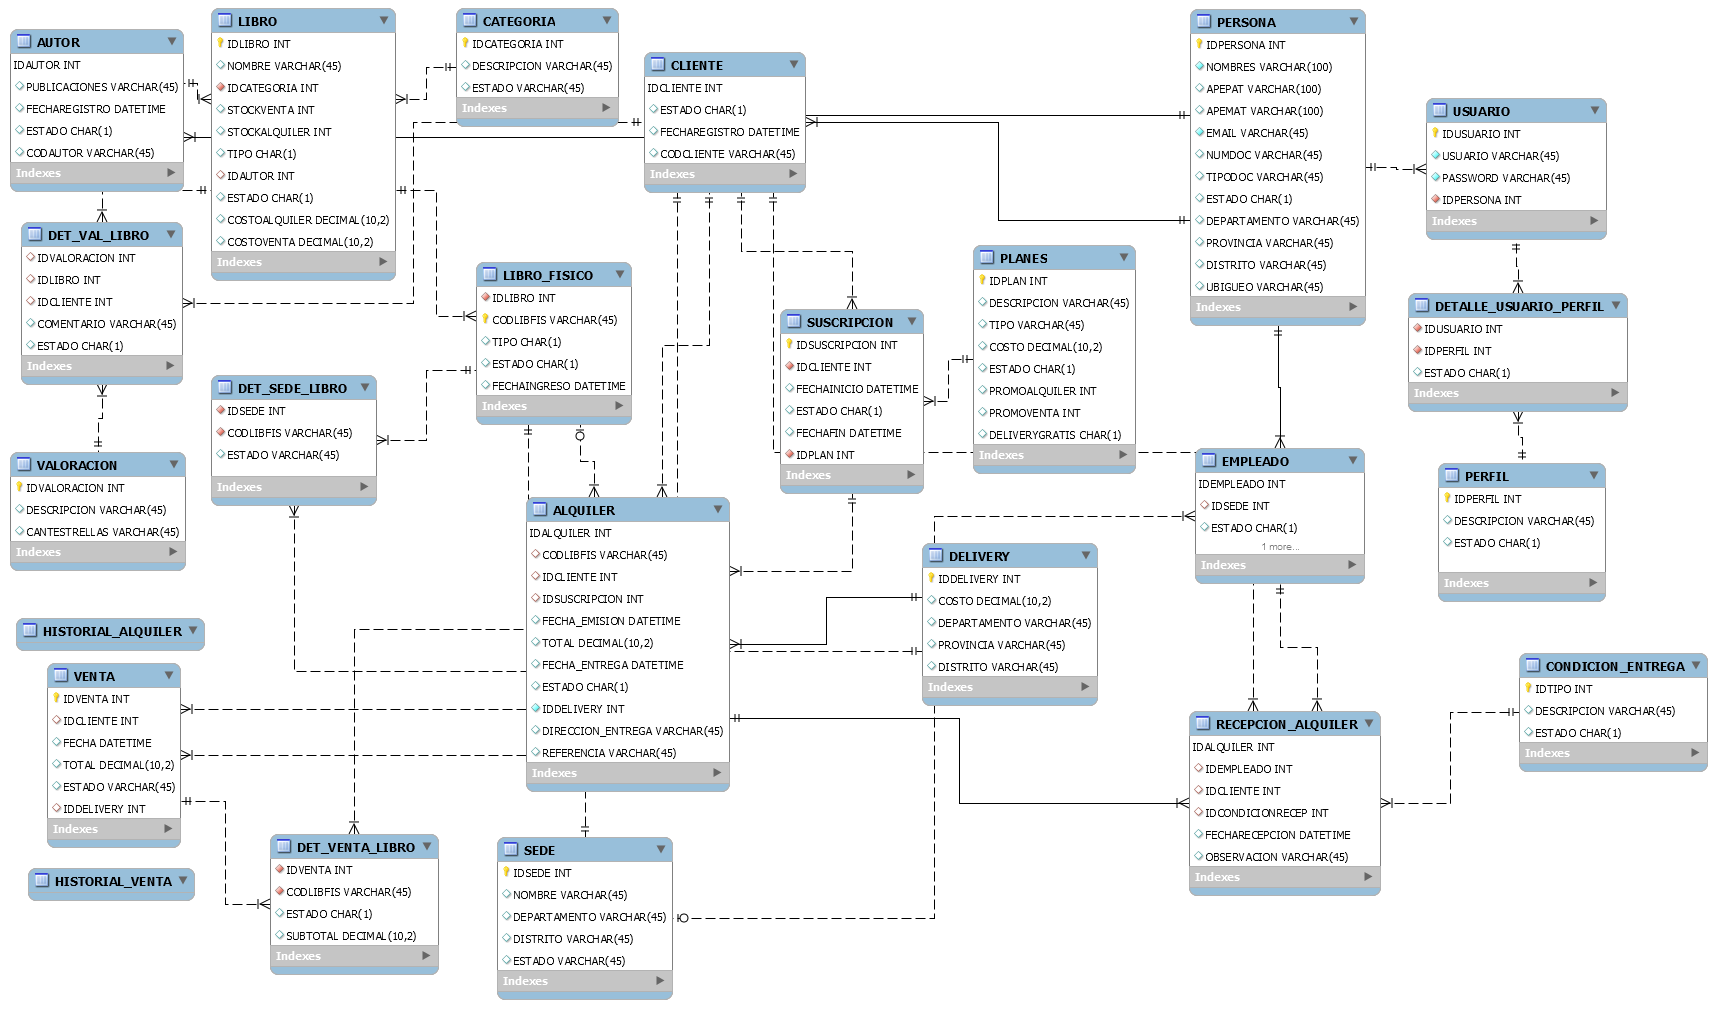 AUTOR
IDAUTOR INT
PUBLICACIONES VARCHAR(45)
FECHAREGISTRO DATETIME
ESTADO CHAR(1)
CODAUTOR VARCHAR(45)
Indexes
LIBRO
IDLIBRO INT
NOMBRE VARCHAR(45)
IDCATEGORIA INT
STOCKVENTA INT
STOCKALQUILER INT
TIPO CHAR(1)
IDAUTOR INT
ESTADO CHAR(1)
COSTOALQUILER DECIMAL(10,2)
COSTOVENTA DECIMAL(10,2)
Indexes
CATEGORIA
IDCATEGORIA INT
DESCRIPCION VARCHAR(45)
ESTADO VARCHAR(45)
Indexes
CLIENTE
IDCLIENTE INT
ESTADO CHAR(1)
FECHAREGISTRO DATETIME
CODCLIENTE VARCHAR(45)
Indexes
PERSONA
IDPERSONA INT
NOMBRES VARCHAR(100)
APEPAT VARCHAR(100)
APEMAT VARCHAR(100)
EMAIL VARCHAR(45)
NUMDOC VARCHAR(45)
TIPODOC VARCHAR(45)
ESTADO CHAR(1)
DEPARTAMENTO VARCHAR(45)
PROVINCIA VARCHAR(45)
DISTRITO VARCHAR(45)
UBIGUEO VARCHAR(45)
Indexes
USUARIO
IDUSUARIO INT
USUARIO VARCHAR(45)
PASSWORD VARCHAR(45)
IDPERSONA INT
Indexes
DET_VAL_LIBRO
IDVALORACION INT
IDLIBRO INT
IDCLIENTE INT
COMENTARIO VARCHAR(45)
ESTADO CHAR(1)
Indexes
LIBRO_FISICO
IDLIBRO INT
CODLIBFIS VARCHAR(45)
TIPO CHAR(1)
ESTADO CHAR(1)
FECHAINGRESO DATETIME
Indexes
SUSCRIPCION
IDSUSCRIPCION INT
IDCLIENTE INT
FECHAINICIO DATETIME
ESTADO CHAR(1)
FECHAFIN DATETIME
IDPLAN INT
Indexes
PLANES
IDPLAN INT
DESCRIPCION VARCHAR(45)
TIPO VARCHAR(45)
COSTO DECIMAL(10,2)
ESTADO CHAR(1)
PROMOALQUILER INT
PROMOVENTA INT
DELIVERYGRATIS CHAR(1)
Indexes
DETALLE_USUARIO_PERFIL
IDUSUARIO INT
IDPERFIL INT
ESTADO CHAR(1)
Indexes
DET_SEDE_LIBRO
IDSEDE INT
CODLIBFIS VARCHAR(45)
ESTADO VARCHAR(45)
Indexes
VALORACION
IDVALORACION INT
DESCRIPCION VARCHAR(45)
CANTESTRELLAS VARCHAR(45)
Indexes
EMPLEADO
IDEMPLEADO INT
IDSEDE INT
ESTADO CHAR(1)
1 more...
Indexes
PERFIL
IDPERFIL INT
DESCRIPCION VARCHAR(45)
ESTADO CHAR(1)
Indexes
ALQUILER
IDALQUILER INT
CODLIBFIS VARCHAR(45)
IDCLIENTE INT
IDSUSCRIPCION INT
FECHA_EMISION DATETIME
TOTAL DECIMAL(10,2)
FECHA_ENTREGA DATETIME
ESTADO CHAR(1)
IDDELIVERY INT
DIRECCION_ENTREGA VARCHAR(45)
REFERENCIA VARCHAR(45)
Indexes
DELIVERY
IDDELIVERY INT
COSTO DECIMAL(10,2)
DEPARTAMENTO VARCHAR(45)
PROVINCIA VARCHAR(45)
DISTRITO VARCHAR(45)
Indexes
HISTORIAL_ALQUILER
VENTA
IDVENTA INT
IDCLIENTE INT
FECHA DATETIME
TOTAL DECIMAL(10,2)
ESTADO VARCHAR(45)
IDDELIVERY INT
Indexes
HISTORIAL_VENTA
DET_VENTA_LIBRO
IDVENTA INT
CODLIBFIS VARCHAR(45)
ESTADO CHAR(1)
SUBTOTAL DECIMAL(10,2)
Indexes
SEDE
IDSEDE INT
NOMBRE VARCHAR(45)
DEPARTAMENTO VARCHAR(45)
DISTRITO VARCHAR(45)
ESTADO VARCHAR(45)
Indexes
RECEPCION_ALQUILER
IDALQUILER INT
IDEMPLEADO INT
IDCLIENTE INT
IDCONDICIONRECEP INT
FECHARECEPCION DATETIME
OBSERVACION VARCHAR(45)
Indexes
CONDICION_ENTREGA
IDTIPO INT
DESCRIPCION VARCHAR(45)
ESTADO CHAR(1)
Indexes